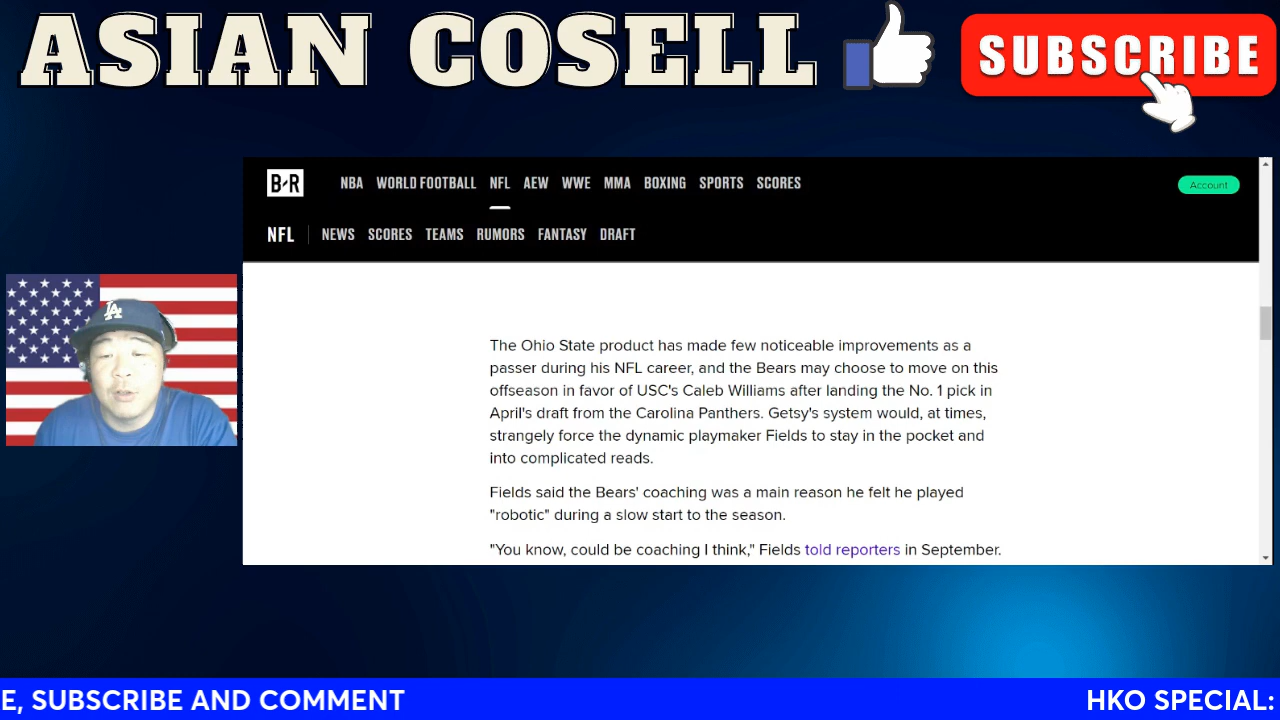 ASIAN COSELL
SUBSCRIBE
B/R
NBA WORLD FOOTBALL NFL AEW WWE MMA BOXING SPORTS SCORES
Account
NFL NEWS SCORES TEAMS RUMORS FANTASY DRAFT
LA
The Ohio State product has made few noticeable improvements as a
passer during his NFL career, and the Bears may choose to move on this
offseason in favor of USC's Caleb Williams after landing the No. 1 pick in
April's draft from the Carolina Panthers. Getsy's system would, at times,
strangely force the dynamic playmaker Fields to stay in the pocket and
into complicated reads.
Fields said the Bears' coaching was a main reason he felt he played
"robotic" during a slow start to the season.
"You know, could be coaching I think," Fields told reporters in September.
E, SUBSCRIBE AND COMMENT
HKO SPECIAL: